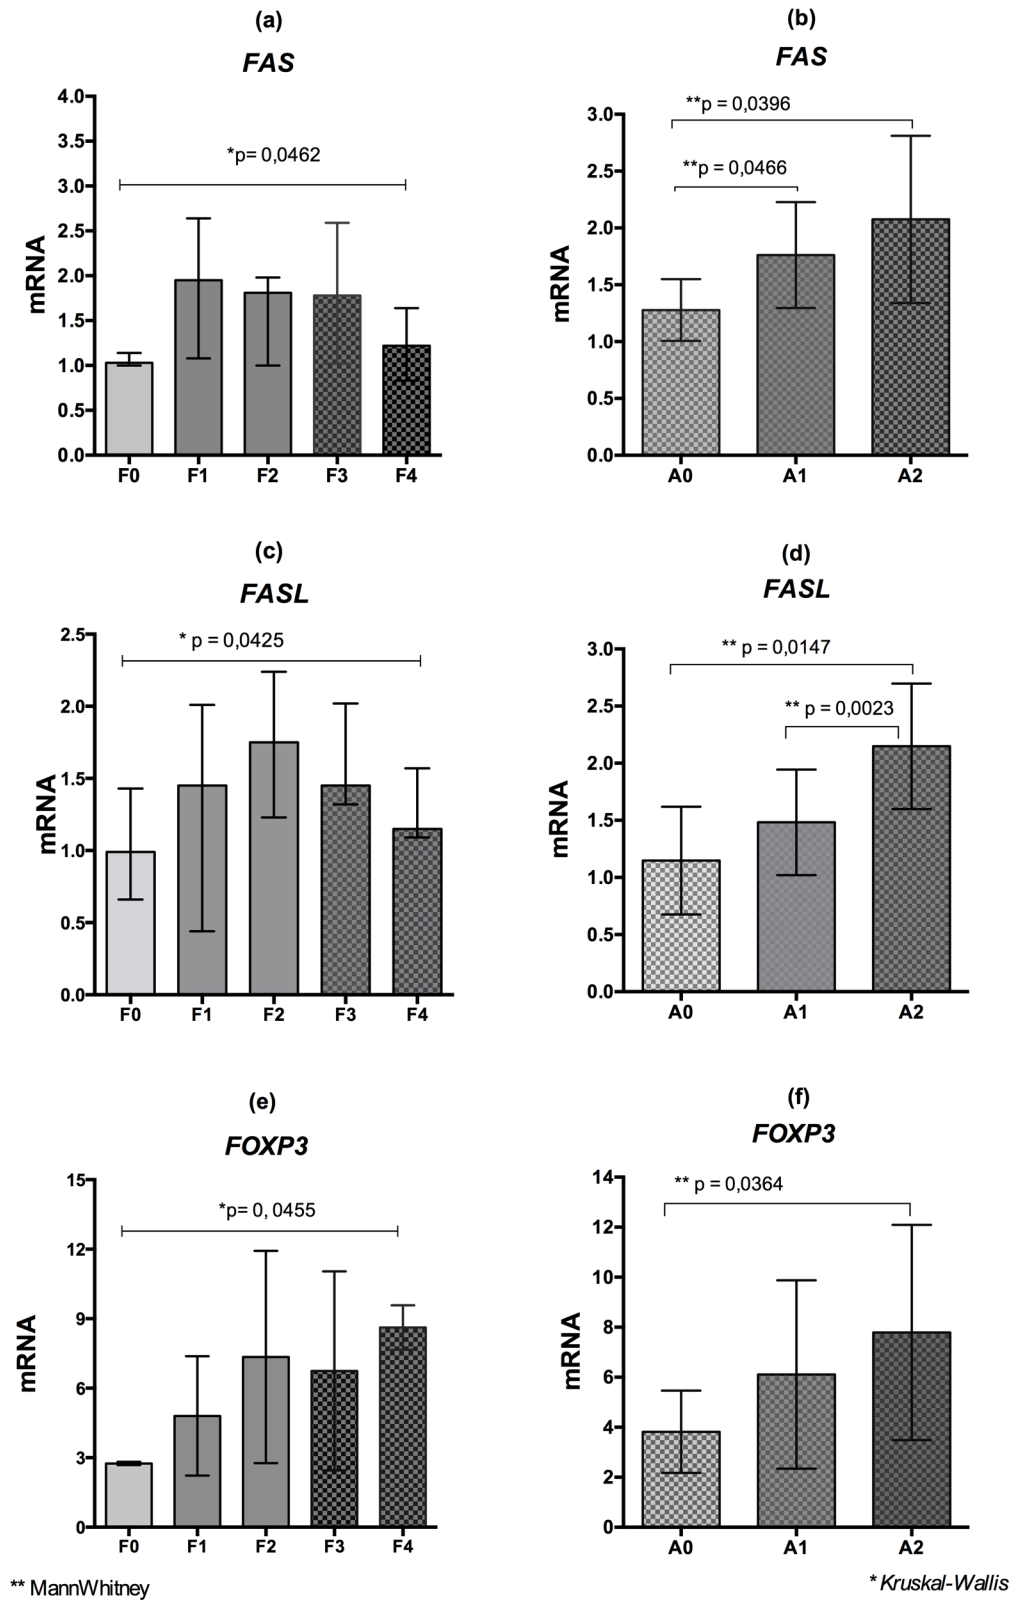 (a)
FAS
4.0
3.5
3.0
2.5
2.0
1.5
1.0
0.5
0.0
mRNA
*p= 0,0462
F0 F1 F2 F3 F4
(b)
FAS
3.0
2.5
2.0
1.5
1.0
0.5
0.0
mRNA
**p = 0,0396
**p = 0,0466
A0 A1 A2
(c)
FASL
2.5
2.0
1.5
1.0
0.5
0.0
mRNA
* p = 0,0425
F0 F1 F2 F3 F4
(d)
FASL
3.0
2.5
2.0
1.5
1.0
0.5
0.0
mRNA
** p = 0,0147
** p = 0,0023
A0 A1 A2
(e)
FOXP3
15
12
9
6
3
0
mRNA
*p= 0, 0455
F0 F1 F2 F3 F4
(f)
FOXP3
14
12
10
8
6
4
2
0
mRNA
** p = 0,0364
A0 A1 A2
** MannWhitney
* Kruskal-Wallis